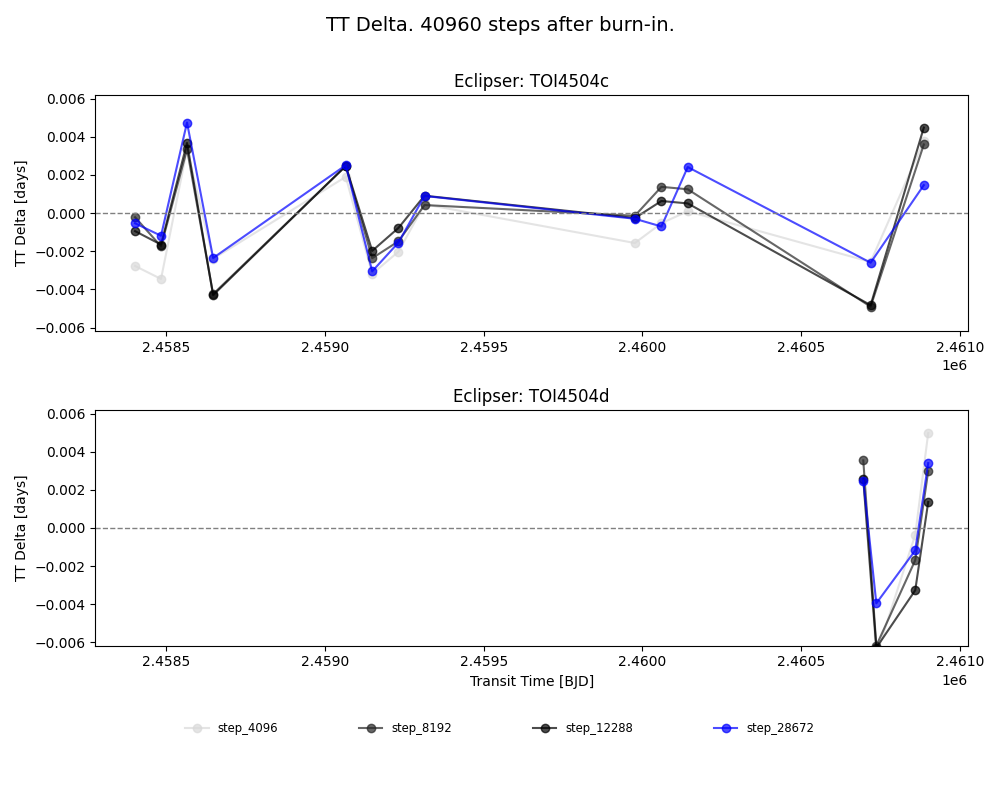 TT Delta. 40960 steps after burn-in.
Eclipser: TOI4504c
0.006
0.004
0.002
0.000
−0.002
−0.004
−0.006
TT Delta [days]
2.4585 2.4590 2.4595 2.4600 2.4605 2.4610
1e6
Eclipser: TOI4504d
0.006
0.004
0.002
0.000
−0.002
−0.004
−0.006
TT Delta [days]
2.4585 2.4590 2.4595 2.4600 2.4605 2.4610
1e6
Transit Time [BJD]
step_4096 step_8192 step_12288 step_28672